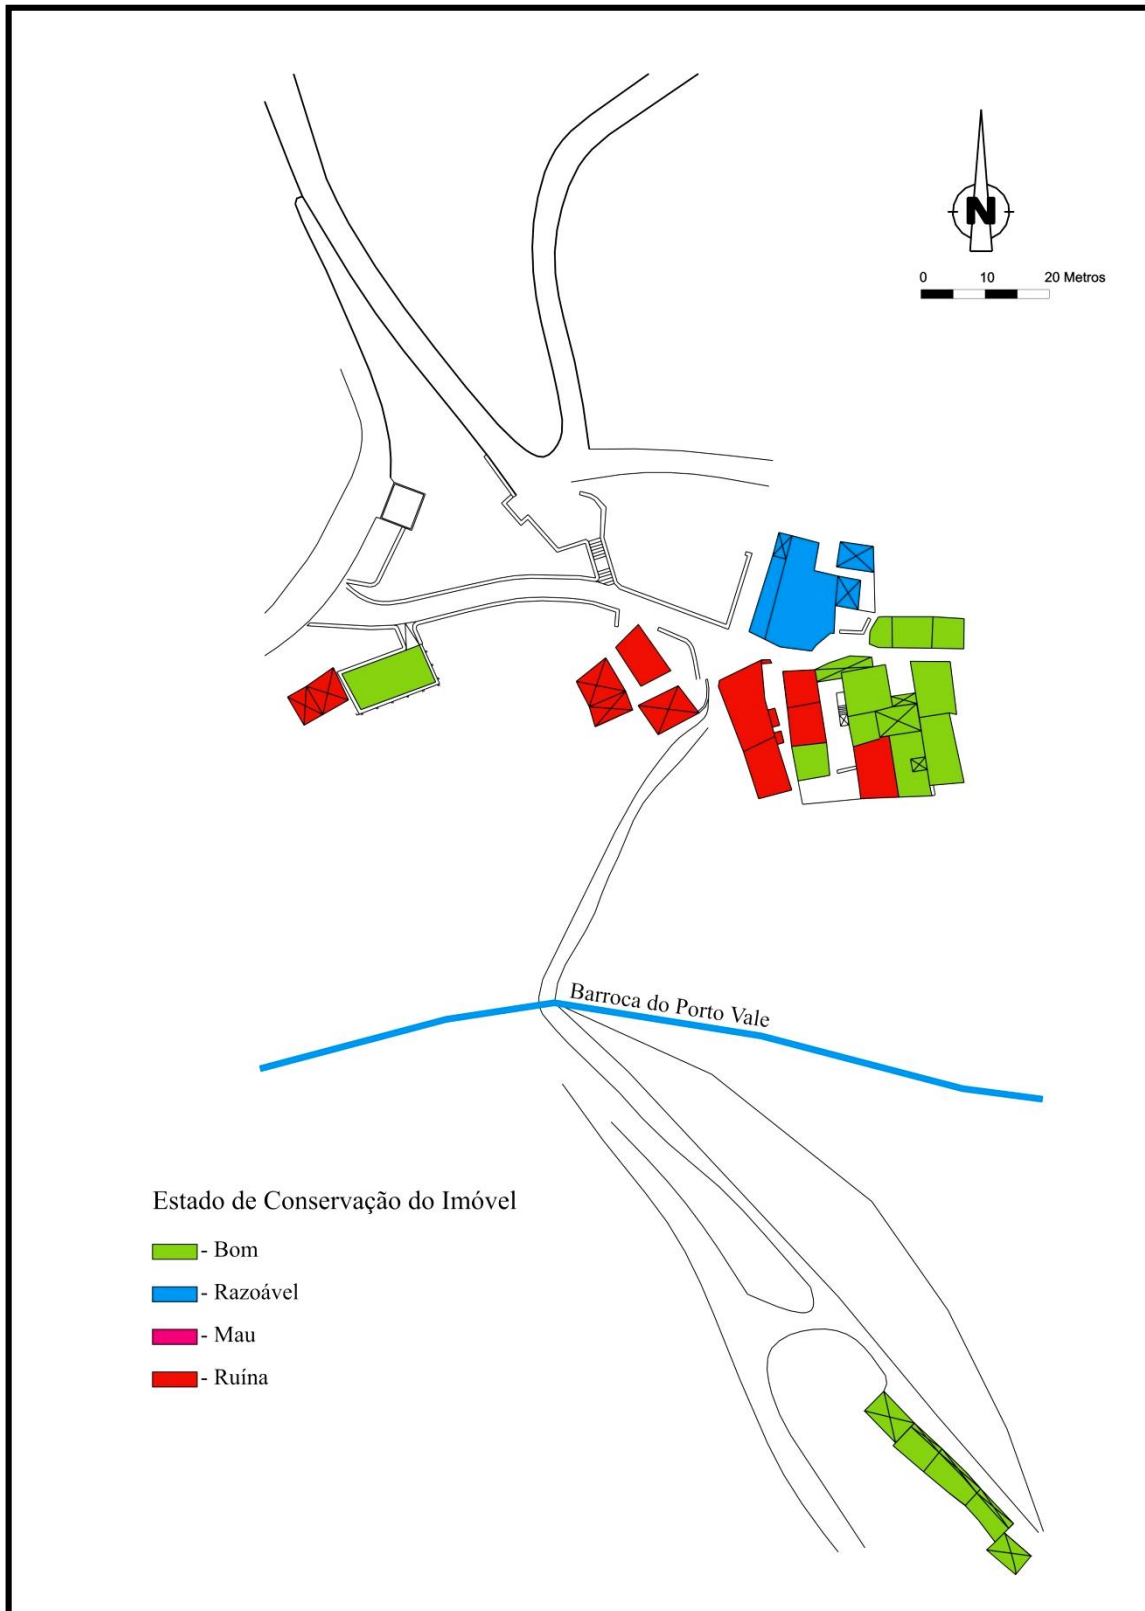 N
0 10 20 Metros
Barroca do Porto Vale
Estado de Conservação do Imóvel
- Bom
- Razoável
- Mau
- Ruína